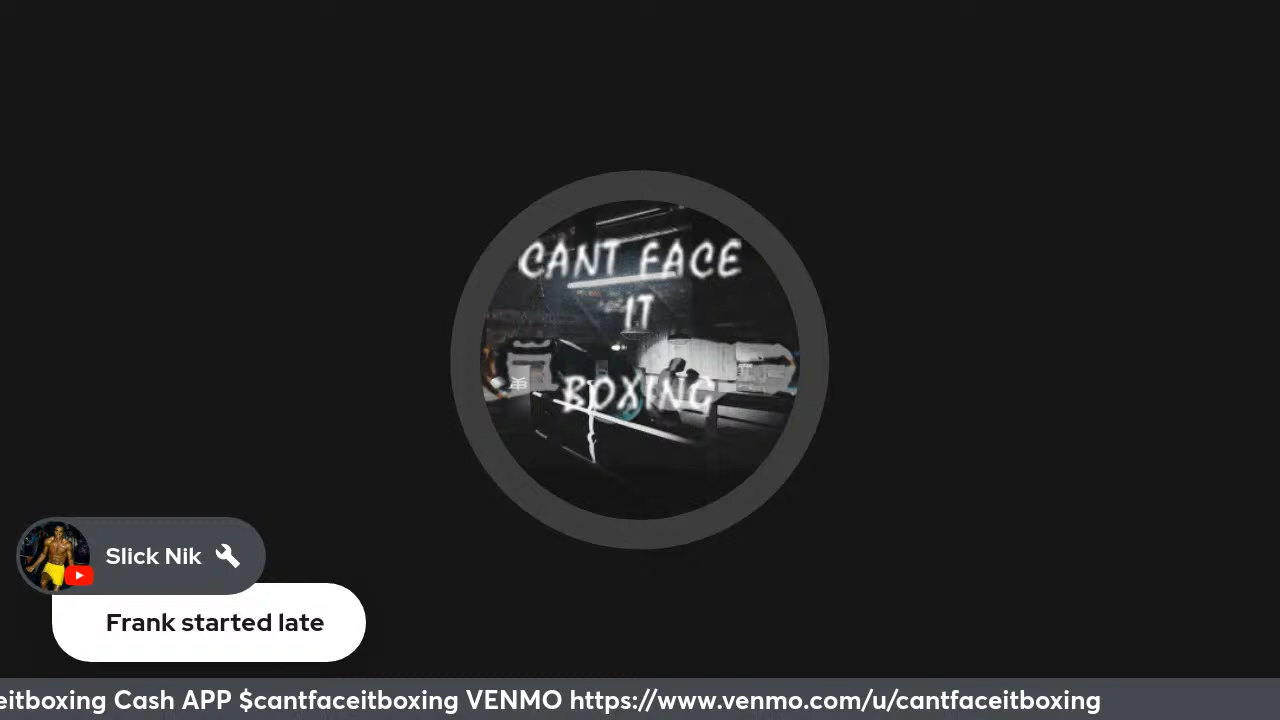 CANT FACE
IT
BOXING
Slick Nik
Frank started late
eitboxing Cash APP $cantfaceitboxing VENMO https://www.venmo.com/u/cantfaceitboxing